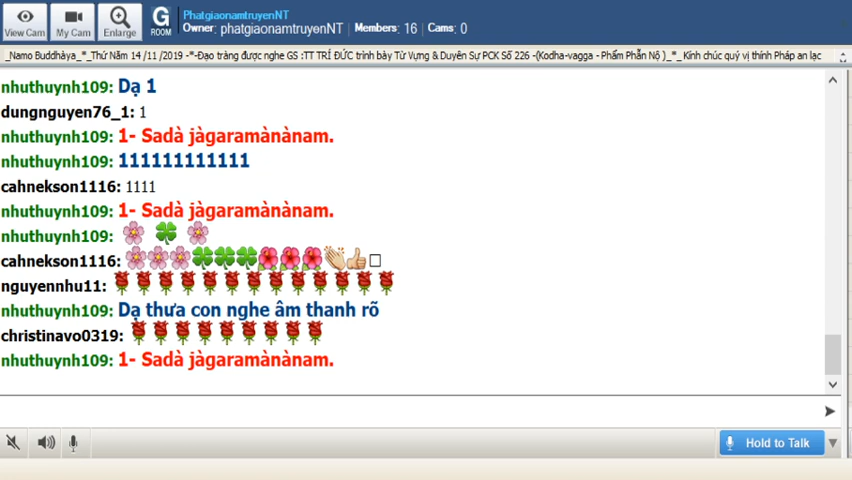 View Cam
My Cam
Enlarge
G
ROOM
PhatgiaonamtruyenNT
Owner: phatgiaonamtruyenNT Members: 16 Cams: 0
_Namo Buddhàya_*_Thứ Năm 14 /11 /2019 -*-Đạo tràng được nghe GS :TT TRÍ ĐỨC trình bày Từ Vựng & Duyên Sự PCK Số 226 -(Kodha-vagga - Phẩm Phẫn Nộ )_*_ Kính chúc quý vị thính Pháp an lạc
nhuthuynh109: Dạ 1
dungnguyen76_1: 1
nhuthuynh109: 1- Sadà jàgaramànànam.
nhuthuynh109: 111111111111
cahnekson1116: 1111
nhuthuynh109: 1- Sadà jàgaramànànam.
nhuthuynh109:
cahnekson1116:
nguyennhu11:
nhuthuynh109: Dạ thưa con nghe âm thanh rõ
christinavo0319:
nhuthuynh109: 1- Sadà jàgaramànànam.
Hold to Talk